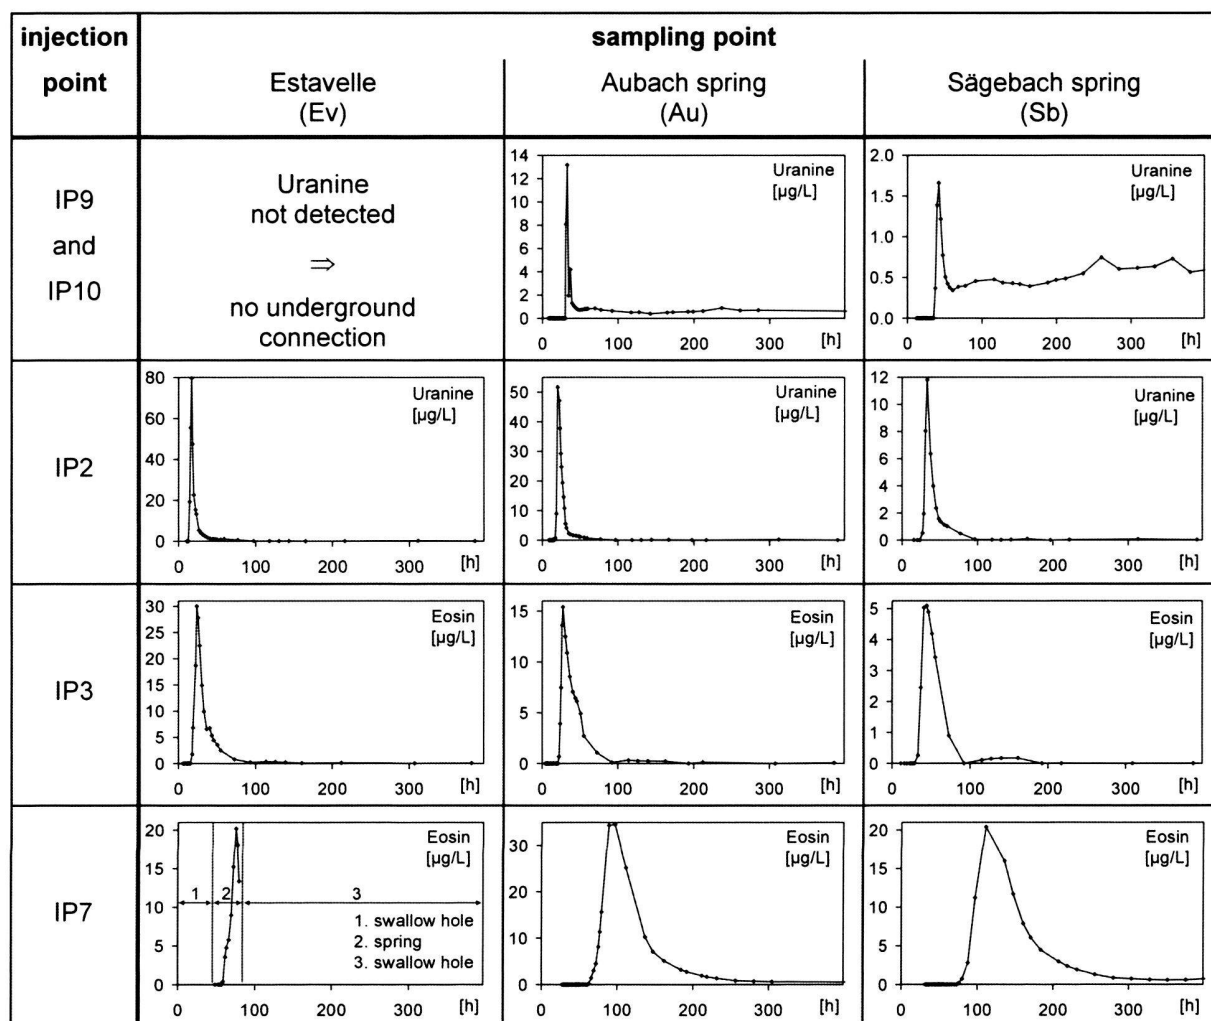 injection
point
sampling point
Estavelle
(Ev)
Aubach spring
(Au)
Sägebach spring
(Sb)
IP9
and
IP10
Uranine
not detected
⇒
no underground
connection
14
12
10
8
6
4
2
0
0 100 200 300 [h]
Uranine
[µg/L]
2.0
1.5
1.0
0.5
0.0
0 100 200 300 [h]
Uranine
[µg/L]
IP2
80
60
40
20
0
0 100 200 300 [h]
Uranine
[µg/L]
50
40
30
20
10
0
0 100 200 300 [h]
Uranine
[µg/L]
12
10
8
6
4
2
0
0 100 200 300 [h]
Uranine
[µg/L]
IP3
30
25
20
15
10
5
0
0 100 200 300 [h]
Eosin
[µg/L]
15
10
5
0
0 100 200 300 [h]
Eosin
[µg/L]
5
4
3
2
1
0
0 100 200 300 [h]
Eosin
[µg/L]
IP7
20
15
10
5
0
0 100 200 300 [h]
Eosin
[µg/L]
1 2 3
1. swallow hole
2. spring
3. swallow hole
30
20
10
0
0 100 200 300 [h]
Eosin
[µg/L]
20
15
10
5
0
0 100 200 300 [h]
Eosin
[µg/L]